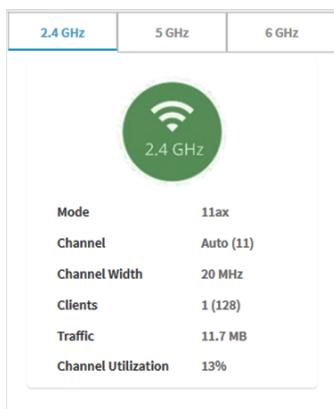 2.4 GHz 5 GHz 6 GHz
2.4 GHz
Mode 11ax
Channel Auto (11)
Channel Width 20 MHz
Clients 1 (128)
Traffic 11.7 MB
Channel Utilization 13%